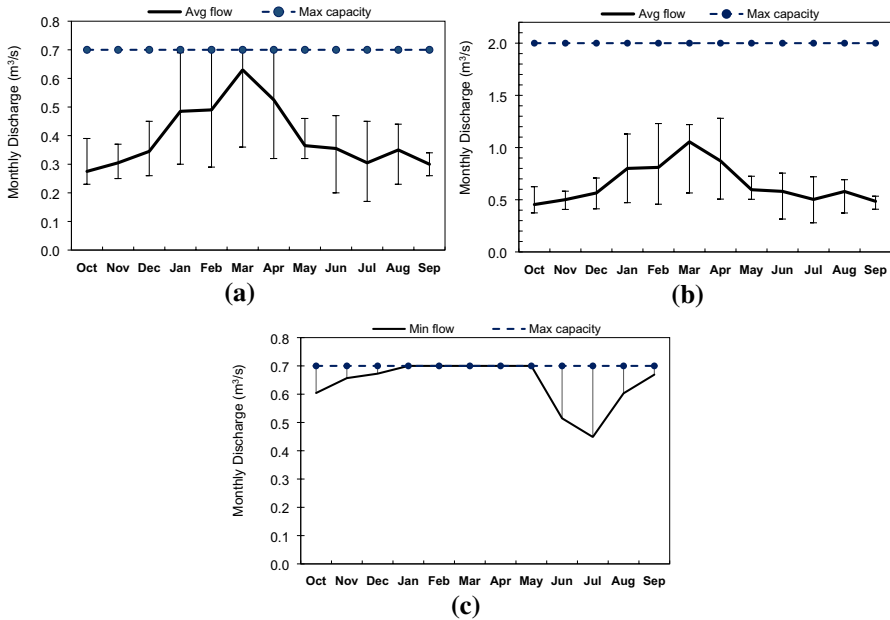 Avg flow Max capacity
Monthly Discharge (m³/s)
0.8
0.7
0.6
0.5
0.4
0.3
0.2
0.1
0.0
Oct Nov Dec Jan Feb Mar Apr May Jun Jul Aug Sep
(a)
Avg flow Max capacity
Monthly Discharge (m³/s)
2.0
1.5
1.0
0.5
0.0
Oct Nov Dec Jan Feb Mar Apr May Jun Jul Aug Sep
(b)
Min flow Max capacity
Monthly Discharge (m³/s)
0.8
0.7
0.6
0.5
0.4
0.3
0.2
0.1
0.0
Oct Nov Dec Jan Feb Mar Apr May Jun Jul Aug Sep
(c)